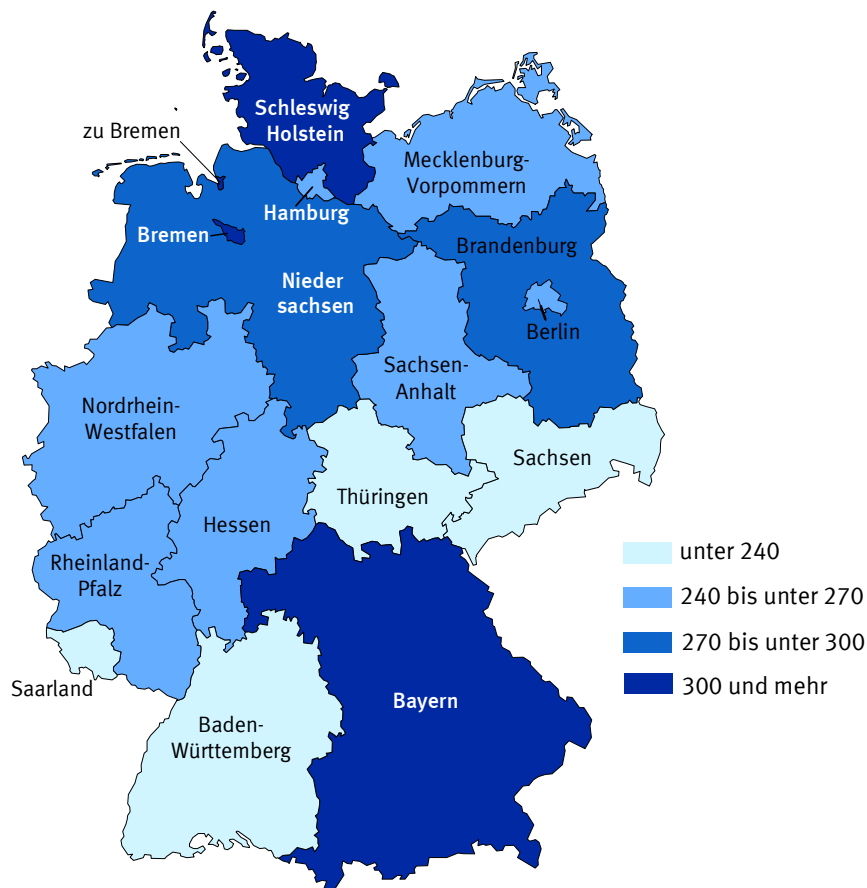 Schleswig
Holstein
zu Bremen
Mecklenburg-
Vorpommern
Hamburg
Bremen
Brandenburg
Nieder
sachsen
Berlin
Sachsen-
Anhalt
Nordrhein-
Westfalen
Sachsen
Thüringen
Hessen
Rheinland-
Pfalz
Saarland
Bayern
Baden-
Württemberg
unter 240
240 bis unter 270
270 bis unter 300
300 und mehr